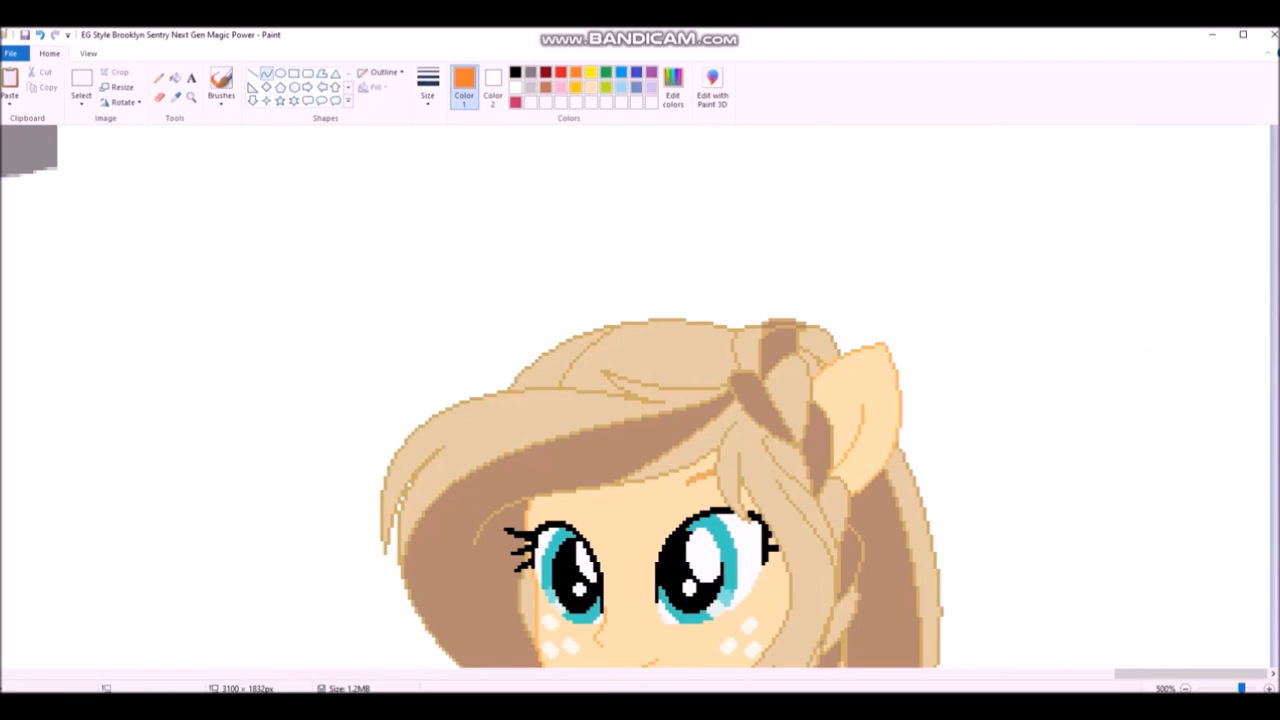 EG Style Brooklyn Sentry Next Gen Magic Power - Paint
www.BANDICAM.com
File Home View
Paste Cut Copy Select Crop Resize Rotate Brushes Outline Fill Size Color 1 Color 2 Edit colors Edit with Paint 3D
Clipboard Image Tools Shapes Colors
3100 × 1832px Size: 1.2MB 500%